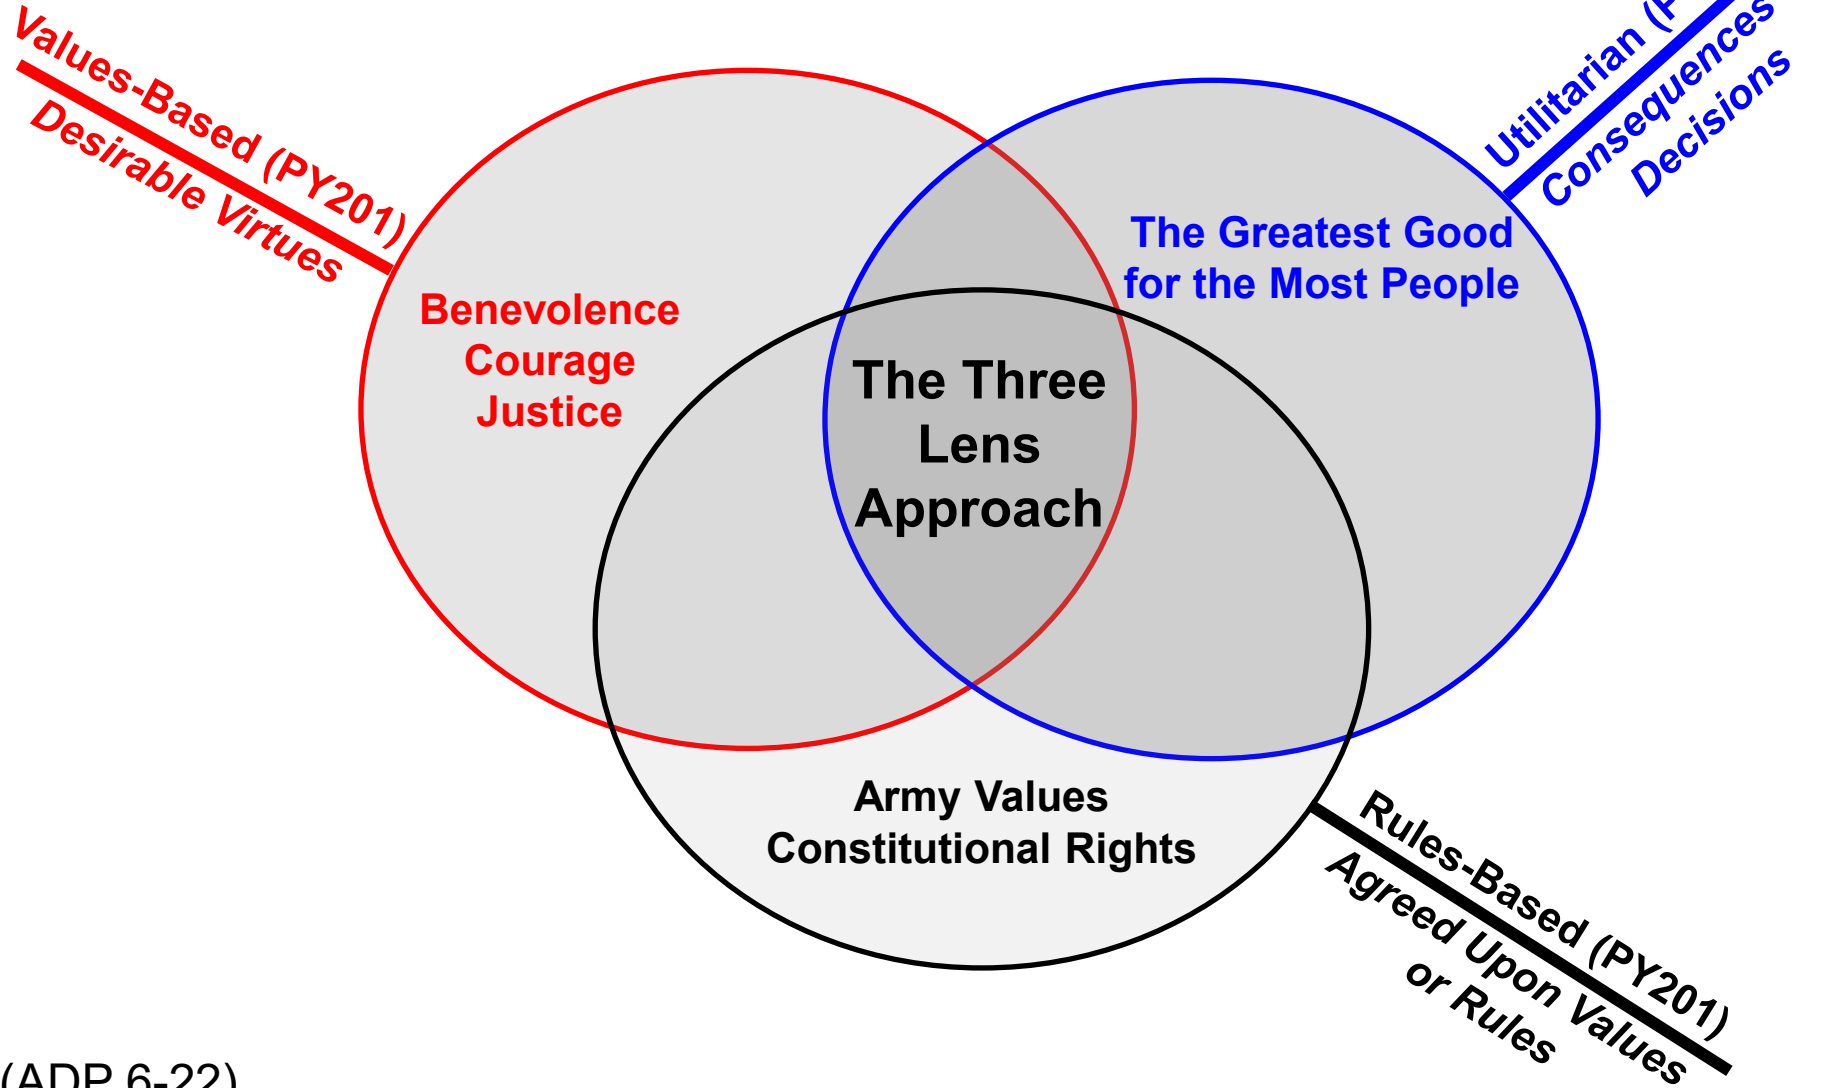 Values-Based (PY201)
Desirable Virtues
Utilitarian
Consequences
Decisions
The Greatest Good
for the Most People
Benevolence
Courage
Justice
The Three
Lens
Approach
Army Values
Constitutional Rights
Rules-Based (PY201)
Agreed Upon Values
or Rules
(ADP 6-22)